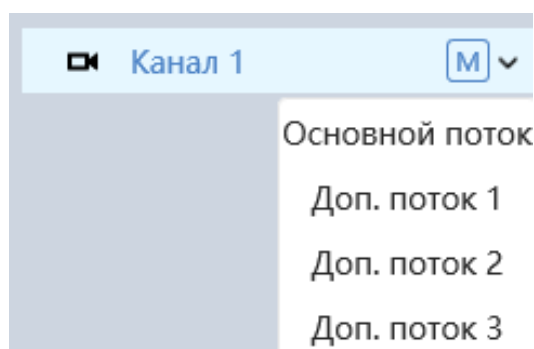 Канал 1 M
Основной поток
Доп. поток 1
Доп. поток 2
Доп. поток 3